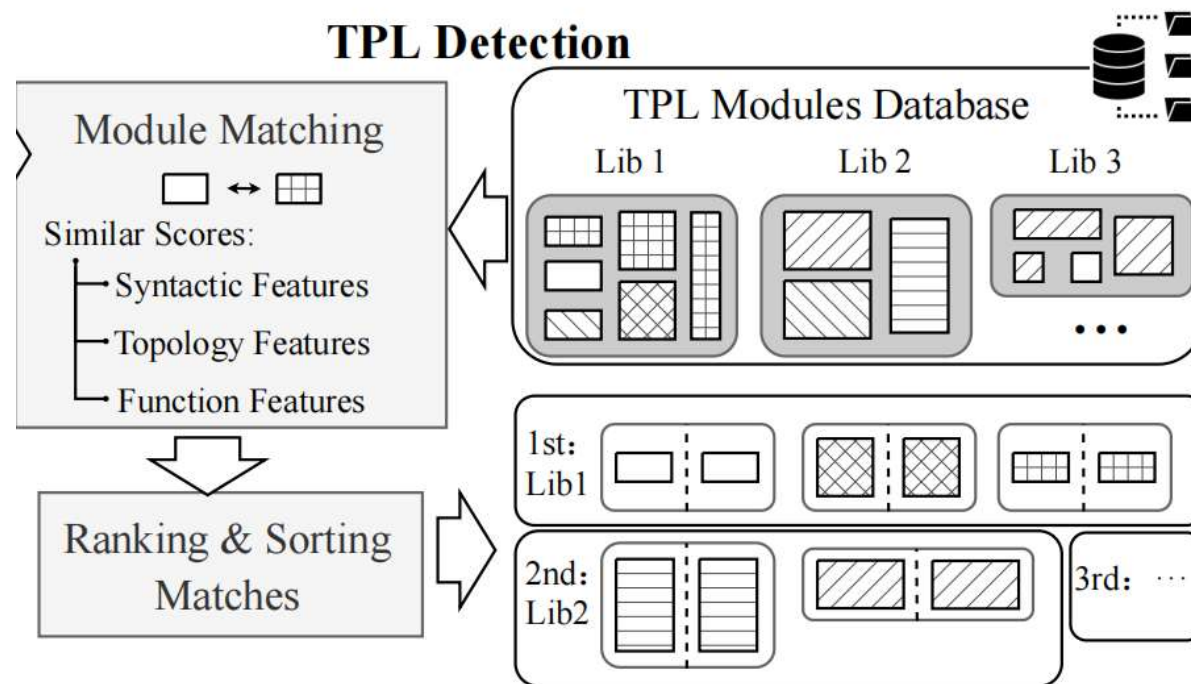 TPL Detection
Module Matching
Similar Scores:
Syntactic Features
Topology Features
Function Features
TPL Modules Database
Lib 1
Lib 2
Lib 3
...
Ranking & Sorting
Matches
1st:
Lib1
2nd:
Lib2
3rd: ...